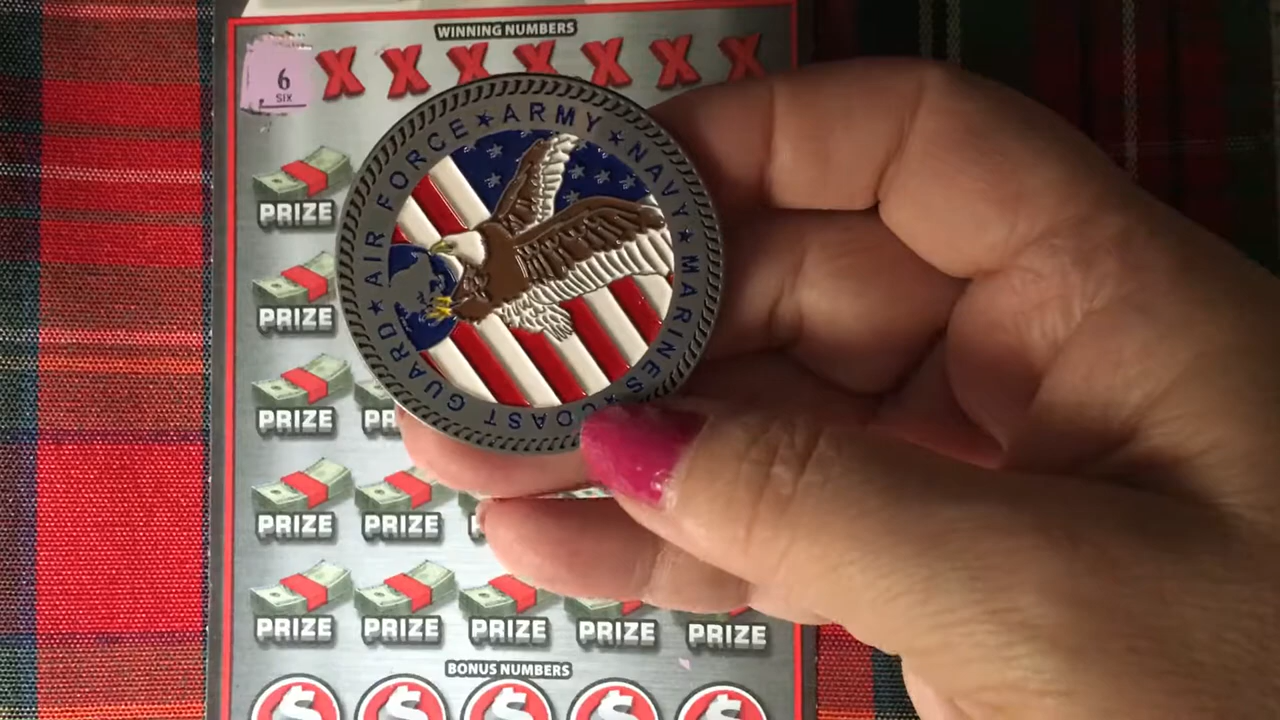 WINNING NUMBERS
6 X X X X X X
SIX
AIR FORCE ★ ARMY ★ NAVY ★ MARINES ★ COAST GUARD ★
PRIZE
PRIZE
PRIZE PR
PRIZE PRIZE
PRIZE PRIZE PRIZE PRIZE PRIZE
BONUS NUMBERS
$ $ $ $ $